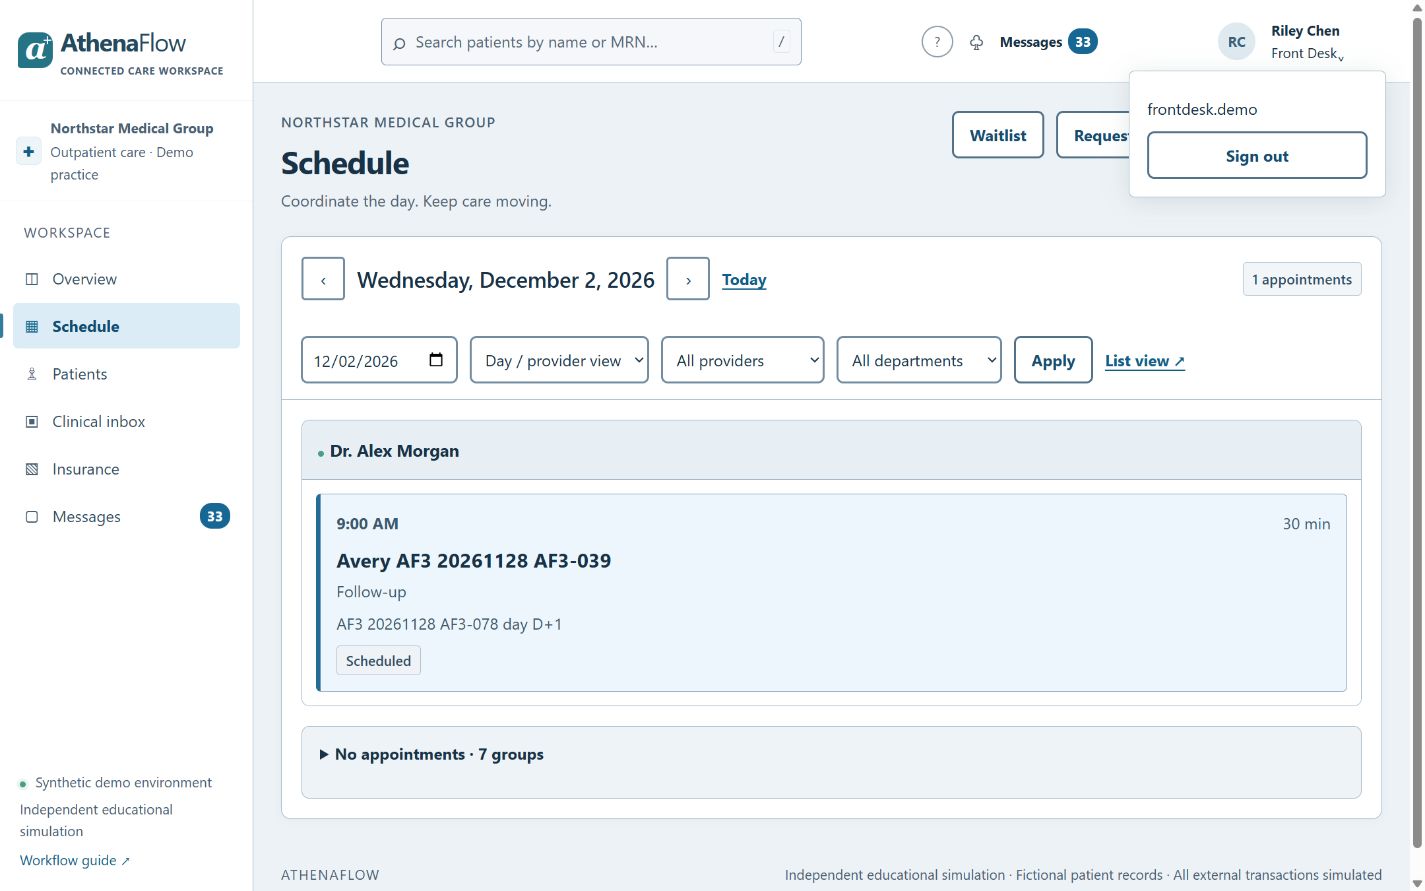 AthenaFlow
CONNECTED CARE WORKSPACE
Northstar Medical Group
Outpatient care · Demo
practice
WORKSPACE
Overview
Schedule
Patients
Clinical inbox
Insurance
Messages 33
Synthetic demo environment
Independent educational
simulation
Workflow guide ↗
Search patients by name or MRN... /
? Messages 33
RC Riley Chen
Front Desk
frontdesk.demo
Sign out
NORTHSTAR MEDICAL GROUP
Schedule
Coordinate the day. Keep care moving.
Waitlist
‹ Wednesday, December 2, 2026 › Today 1 appointments
12/02/2026 Day / provider view All providers All departments Apply List view ↗
Dr. Alex Morgan
9:00 AM 30 min
Avery AF3 20261128 AF3-039
Follow-up
AF3 20261128 AF3-078 day D+1
Scheduled
No appointments · 7 groups
ATHENAFLOW Independent educational simulation · Fictional patient records · All external transactions simulated